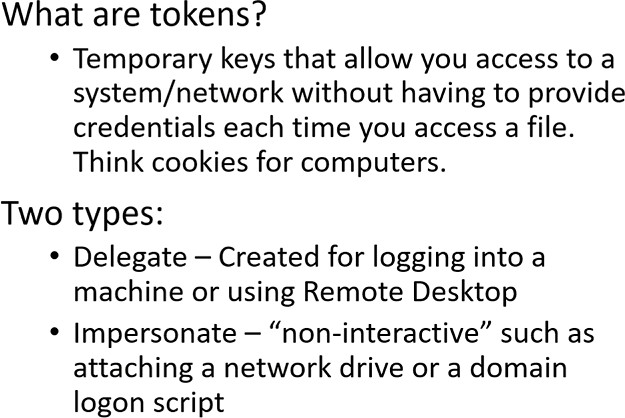 What are tokens?
• Temporary keys that allow you access to a
system/network without having to provide
credentials each time you access a file.
Think cookies for computers.
Two types:
• Delegate – Created for logging into a
machine or using Remote Desktop
• Impersonate – “non-interactive” such as
attaching a network drive or a domain
logon script